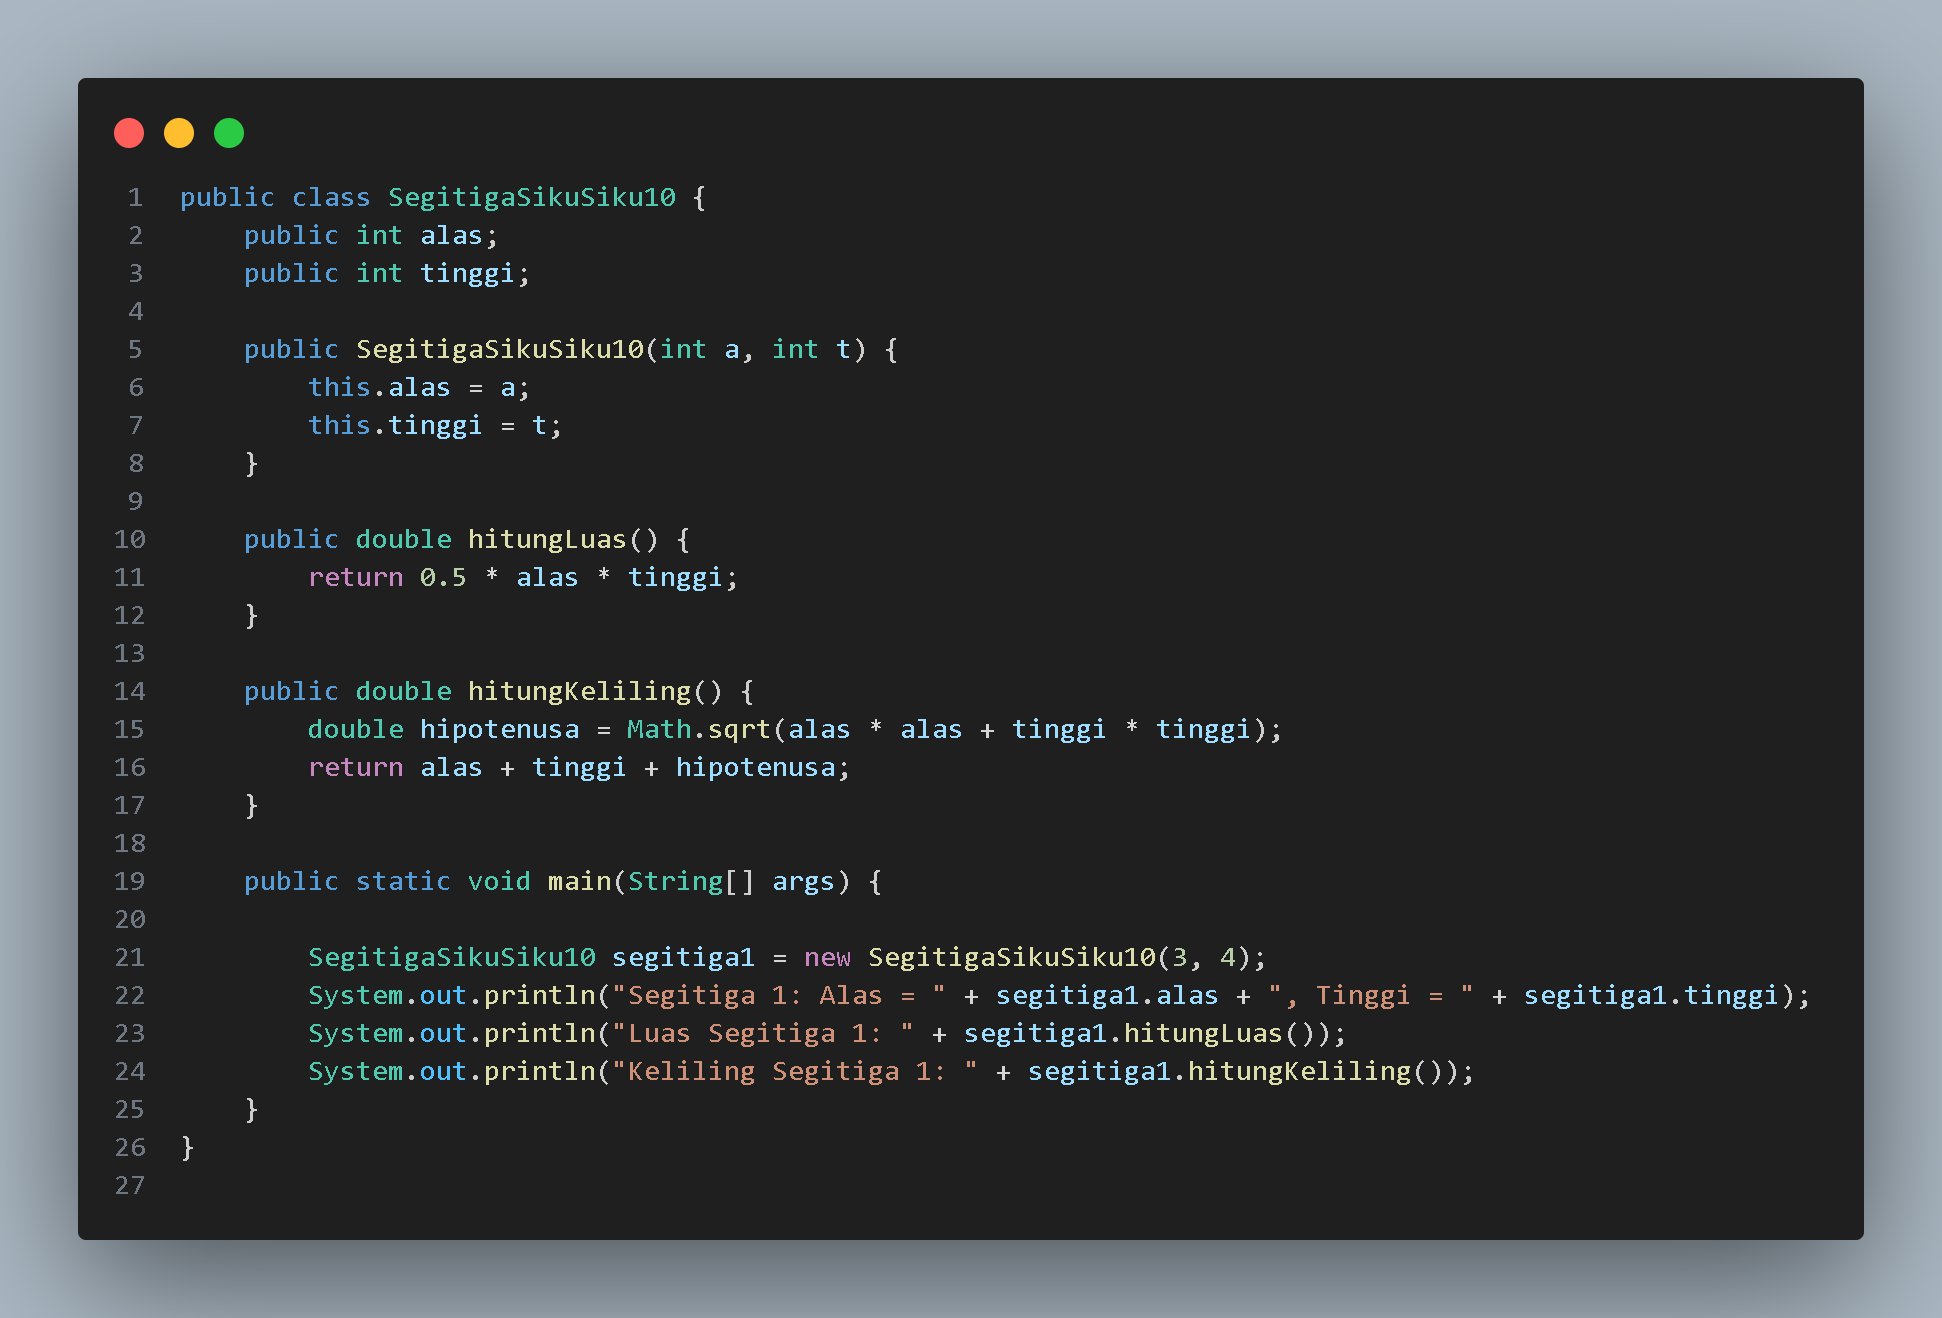 1 public class SegitigaSikuSiku10 {
2     public int alas;
3     public int tinggi;
4
5     public SegitigaSikuSiku10(int a, int t) {
6         this.alas = a;
7         this.tinggi = t;
8     }
9
10     public double hitungLuas() {
11         return 0.5 * alas * tinggi;
12     }
13
14     public double hitungKeliling() {
15         double hipotenusa = Math.sqrt(alas * alas + tinggi * tinggi);
16         return alas + tinggi + hipotenusa;
17     }
18
19     public static void main(String[] args) {
20
21         SegitigaSikuSiku10 segitiga1 = new SegitigaSikuSiku10(3, 4);
22         System.out.println("Segitiga 1: Alas = " + segitiga1.alas + ", Tinggi = " + segitiga1.tinggi);
23         System.out.println("Luas Segitiga 1: " + segitiga1.hitungLuas());
24         System.out.println("Keliling Segitiga 1: " + segitiga1.hitungKeliling());
25     }
26 }
27